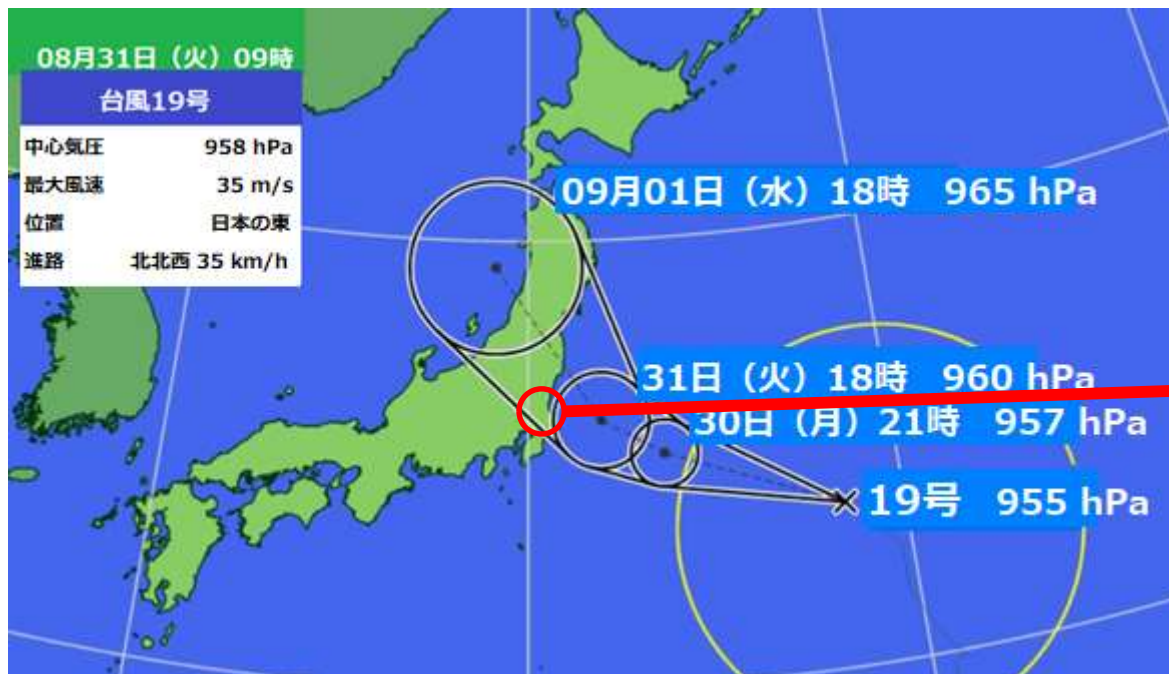 08月31日（火）09時
台風19号
中心気圧 958 hPa
最大風速 35 m/s
位置 日本の東
進路 北北西 35 km/h
09月01日（水）18時 965 hPa
31日（火）18時 960 hPa
30日（月）21時 957 hPa
19号 955 hPa